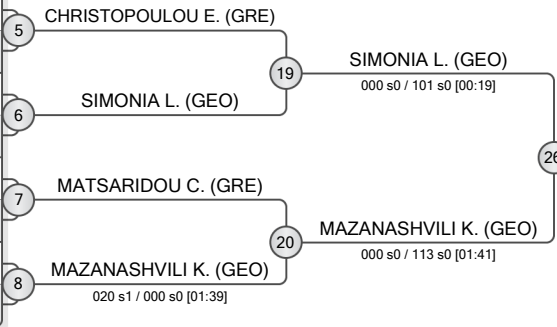 CHRISTOPOULOU E. (GRE)
5
19
SIMONIA L. (GEO)
000 s0 / 101 s0 [00:19]
SIMONIA L. (GEO)
6
26
MATSARIDOU C. (GRE)
7
20
MAZANASHVILI K. (GEO)
000 s0 / 113 s0 [01:41]
MAZANASHVILI K. (GEO)
8
020 s1 / 000 s0 [01:39]